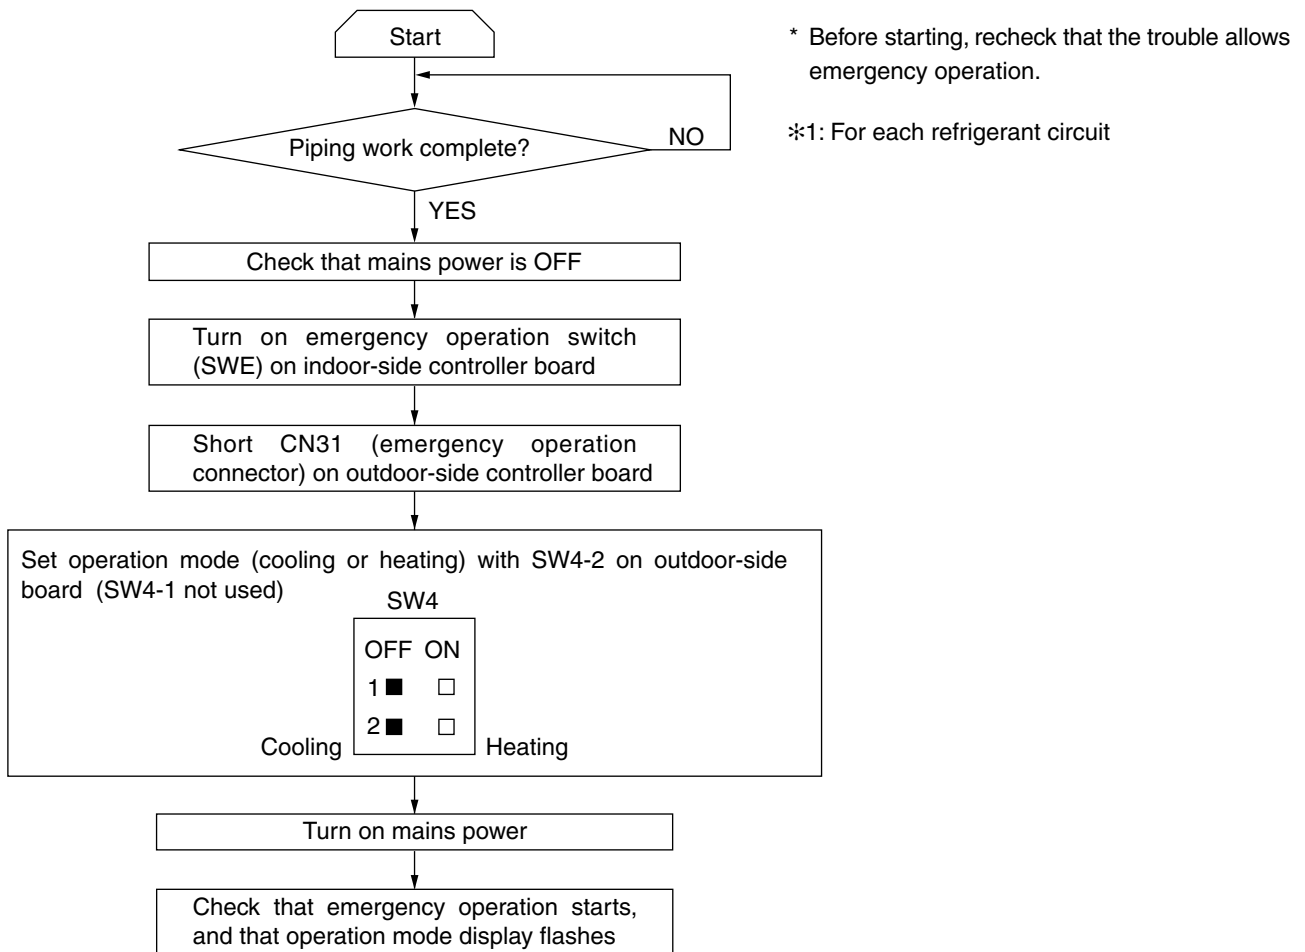 Start
* Before starting, recheck that the trouble allows
emergency operation.
✻1: For each refrigerant circuit
Piping work complete?
NO
YES
Check that mains power is OFF
Turn on emergency operation switch
(SWE) on indoor-side controller board
Short CN31 (emergency operation
connector) on outdoor-side controller board
Set operation mode (cooling or heating) with SW4-2 on outdoor-side
board (SW4-1 not used)
SW4
OFF ON
1 ■ □
2 ■ □
Cooling Heating
Turn on mains power
Check that emergency operation starts,
and that operation mode display flashes